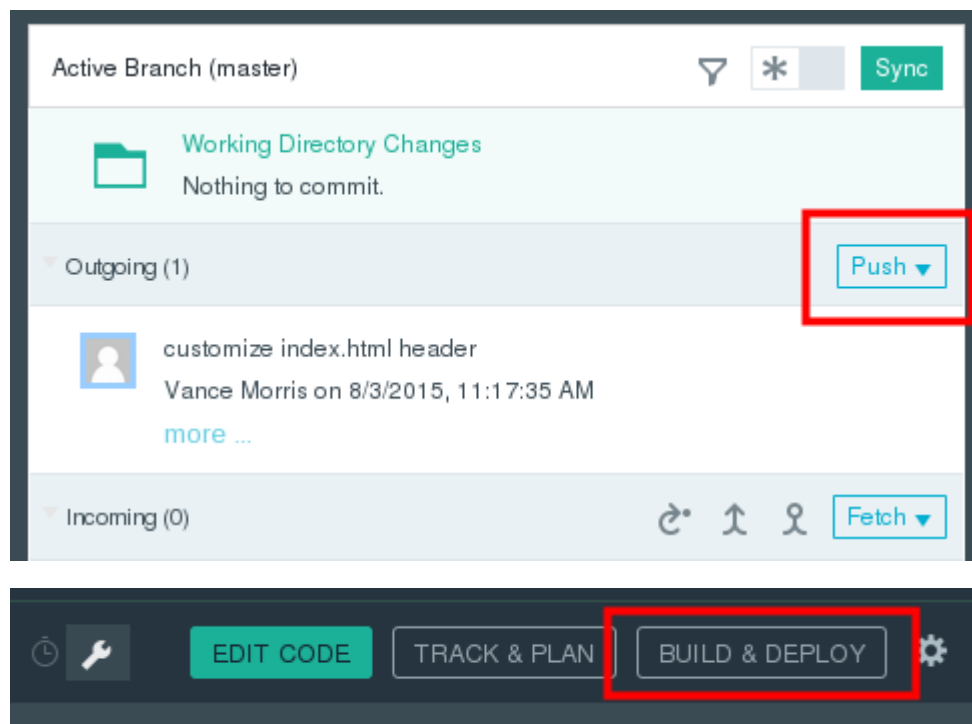 Active Branch (master) Sync
Working Directory Changes
Nothing to commit.
Outgoing (1) Push
customize index.html header
Vance Morris on 8/3/2015, 11:17:35 AM
more ...
Incoming (0) Fetch
EDIT CODE TRACK & PLAN BUILD & DEPLOY